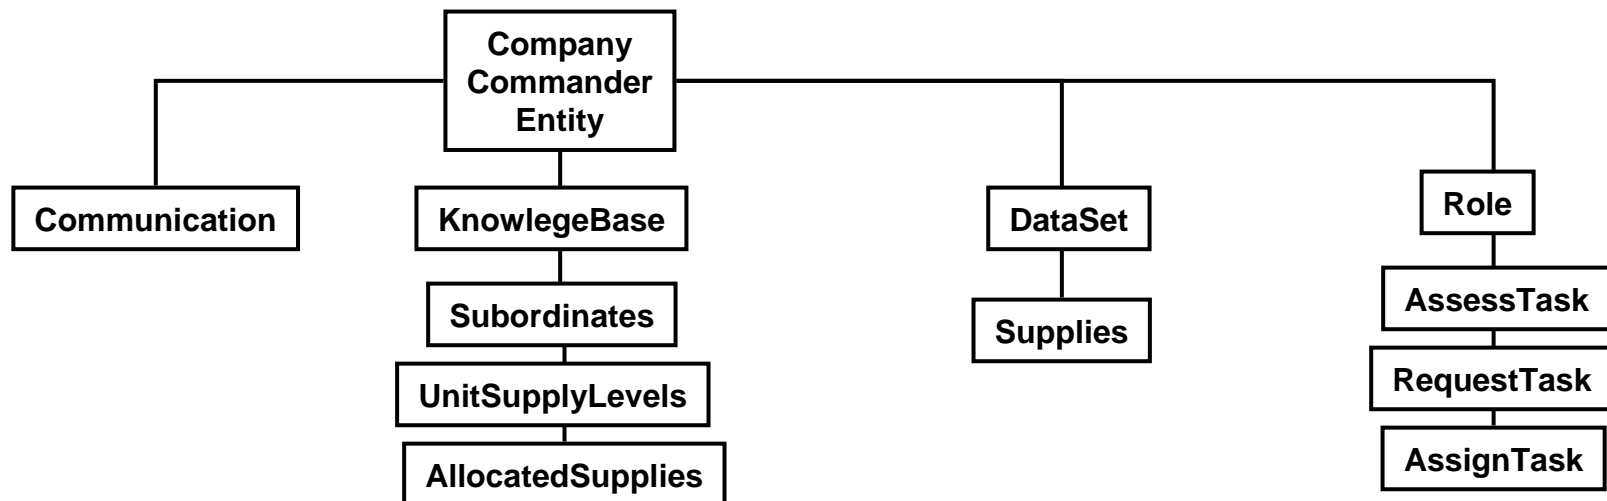 Company
Commander
Entity
Communication
KnowlegeBase
DataSet
Role
Subordinates
Supplies
AssessTask
UnitSupplyLevels
RequestTask
AllocatedSupplies
AssignTask